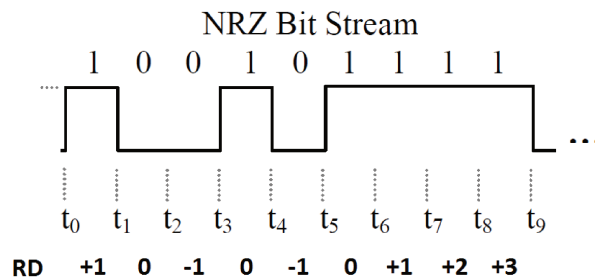 NRZ Bit Stream
1 0 0 1 0 1 1 1 1
...
t0 t1 t2 t3 t4 t5 t6 t7 t8 t9
RD +1 0 -1 0 -1 0 +1 +2 +3